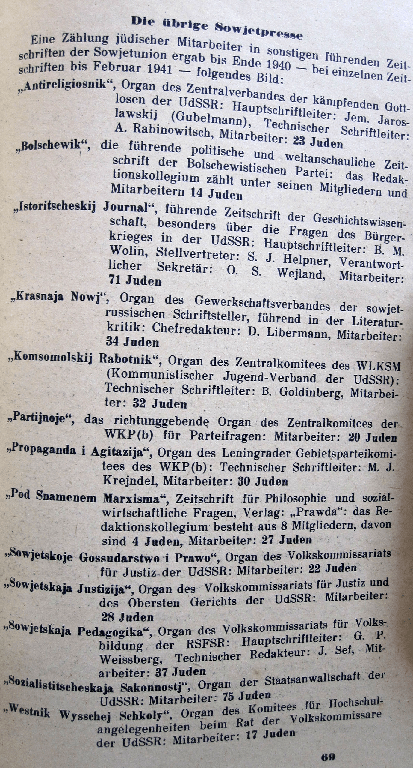 Die übrige Sowjetpresse
Eine Zählung jüdischer Mitarbeiter in sonstigen führenden Zeit-
schriften der Sowjetunion ergab bis Ende 1940 — bei einzelnen Zeit-
schriften bis Februar 1941 — folgendes Bild:
„Antireligiosnik“, Organ des Zentralverbandes der kämpfenden Gott-
losen der UdSSR: Hauptschriftleiter: Jem. Jaros-
lawskij (Gubelmann), Technischer Schriftleiter:
A. Rabinowitsch, Mitarbeiter: 23 Juden
„Bolschewik“, die führende politische und weltanschauliche Zeit-
schrift der Bolschewistischen Partei: das Redak-
tionskollegium zählt unter seinen Mitgliedern und
Mitarbeitern 14 Juden
„Istoritscheskij Journal“, führende Zeitschrift der Geschichtswissen-
schaft, besonders über die Fragen des Bürger-
krieges in der UdSSR: Hauptschriftleiter: B. M.
Wolin, Stellvertreter: S. J. Helpner, Verantwort-
licher Sekretär: O. S. Wejland, Mitarbeiter:
71 Juden
„Krasnaja Nowj“, Organ des Gewerkschaftsverbandes der sowjet-
russischen Schriftsteller, führend in der Literatur-
kritik: Chefredakteur: D. Libermann, Mitarbeiter:
34 Juden
„Komsomolskij Rabotnik“, Organ des Zentralkomitees des WLKSM
(Kommunistischer Jugend-Verband der UdSSR):
Technischer Schriftleiter: B. Goldinberg, Mitarbei-
ter: 32 Juden
„Partijnoje“, das richtunggebende Organ des Zentralkomitees der
WKP(b) für Parteifragen: Mitarbeiter: 20 Juden
„Propaganda i Agitazija“, Organ des Leningrader Gebietsparteikomi-
tees des WKP(b): Technischer Schriftleiter: M. J.
Krejndel, Mitarbeiter: 30 Juden
„Pod Snamenem Marxisma“, Zeitschrift für Philosophie und sozial-
wirtschaftliche Fragen, Verlag: „Prawda“: das Re-
daktionskollegium besteht aus 8 Mitgliedern, davon
sind 4 Juden, Mitarbeiter: 27 Juden
„Sowjetskoje Gossudarstwo i Prawo“, Organ des Volkskommissariats
für Justiz der UdSSR: Mitarbeiter: 22 Juden
„Sowjetskaja Justizija“, Organ des Volkskommissariats für Justiz und
des Obersten Gerichts der UdSSR: Mitarbeiter:
28 Juden
„Sowjetskaja Pedagogika“, Organ des Volkskommissariats für Volks-
bildung der RSFSR: Hauptschriftleiter: G. P.
Weissberg, Technischer Redakteur: J. Sef, Mit-
arbeiter: 37 Juden
„Sozialistitscheskaja Sakonnostj“, Organ der Staatsanwaltschaft der
UdSSR: Mitarbeiter: 75 Juden
„Westnik Wysschej Schkoly“, Organ des Komitees für Hochschul-
angelegenheiten beim Rat der Volkskommissare
der UdSSR: Mitarbeiter: 17 Juden
69